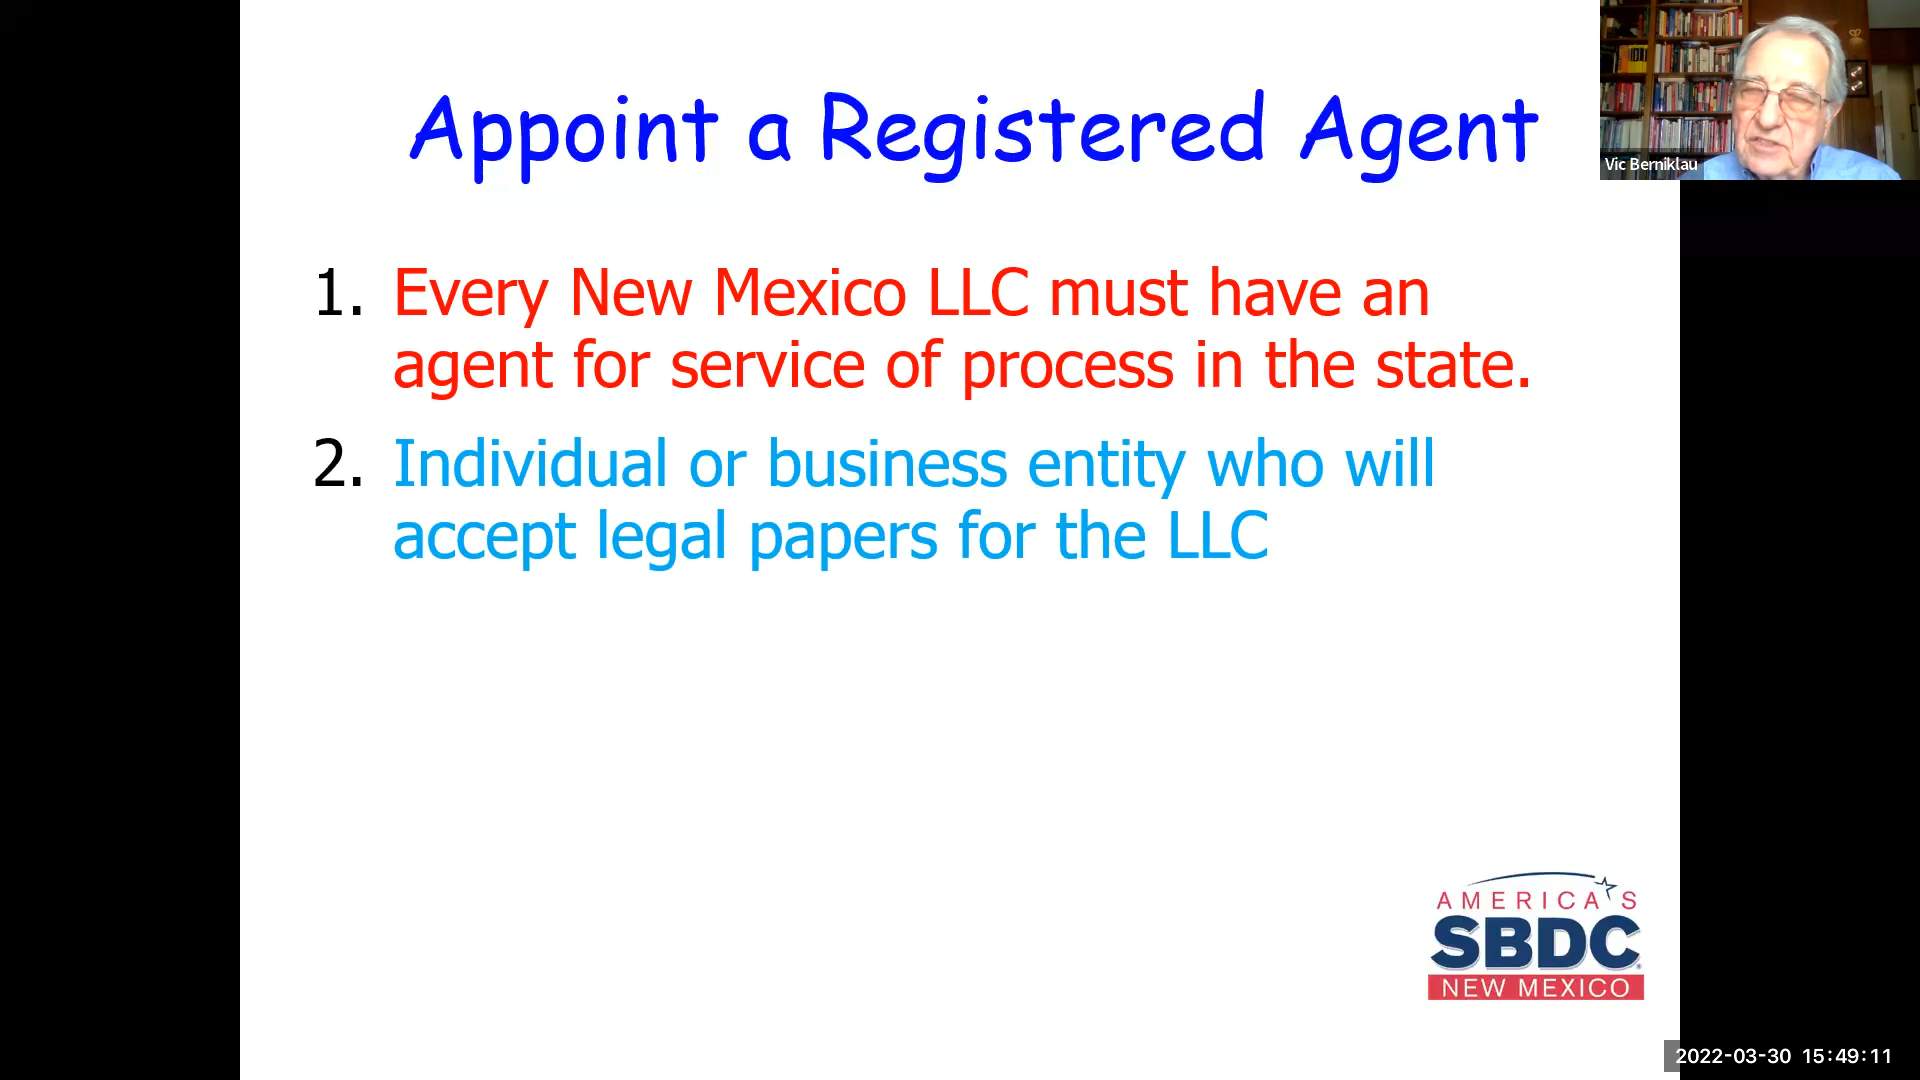 Appoint a Registered Agent
Vic Berniklau
1. Every New Mexico LLC must have an
agent for service of process in the state.
2. Individual or business entity who will
accept legal papers for the LLC
AMERICA'S
SBDC
NEW MEXICO
2022-03-30 15:49:11